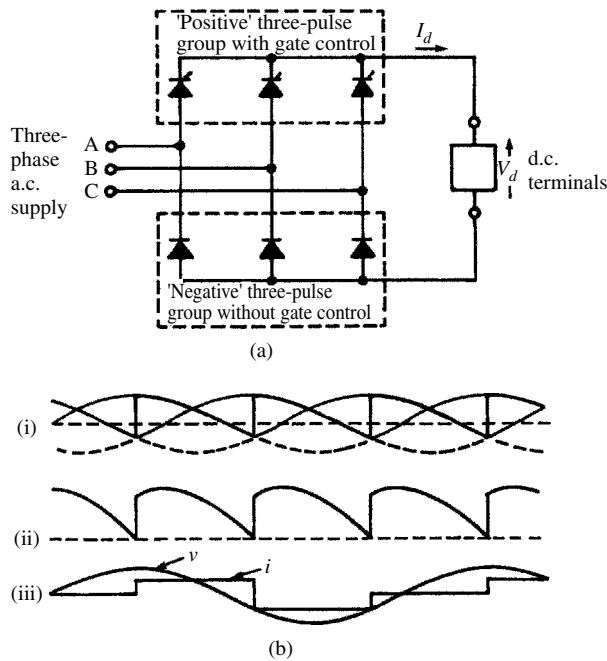 'Positive' three-pulse
group with gate control
I_d
Three-
phase
a.c.
supply
A
B
C
V_d
d.c.
terminals
'Negative' three-pulse
group without gate control
(a)
(i)
(ii)
v
i
(iii)
(b)